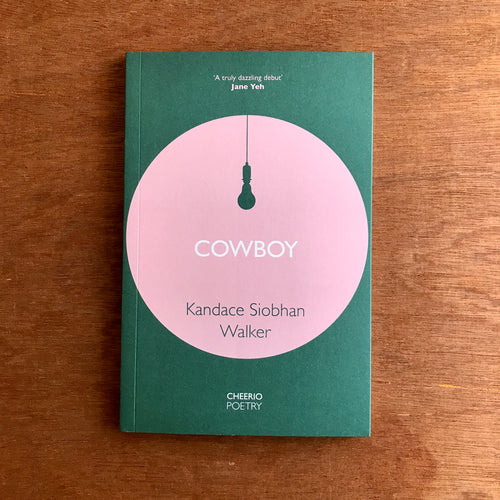 ‘A truly dazzling debut’
Jane Yeh
COWBOY
Kandace Siobhan
Walker
CHEERIO
POETRY